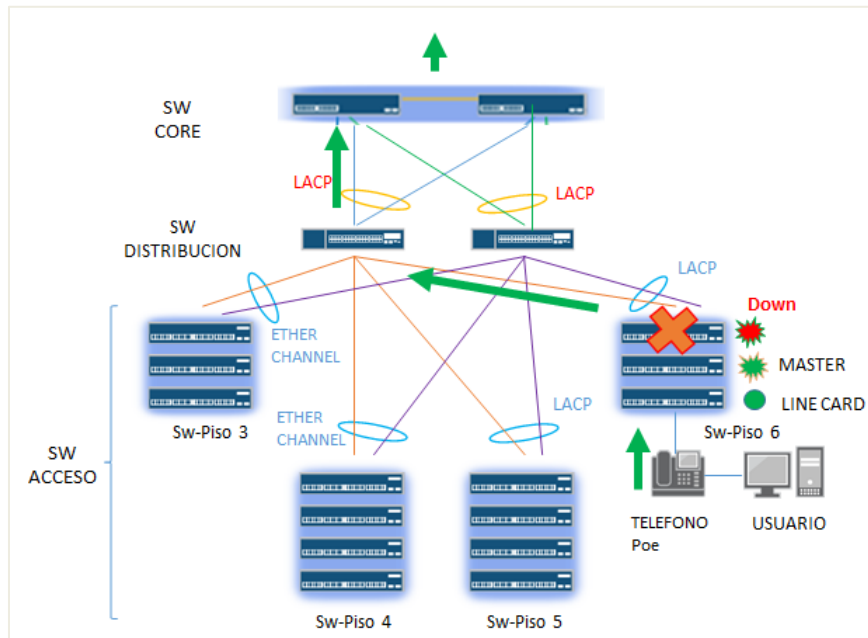 SW
CORE
LACP
LACP
SW
DISTRIBUCION
LACP
Down
ETHER
CHANNEL
MASTER
LINE CARD
Sw-Piso 3
ETHER
CHANNEL
LACP
Sw-Piso 6
SW
ACCESO
TELEFONO
Poe
USUARIO
Sw-Piso 4
Sw-Piso 5